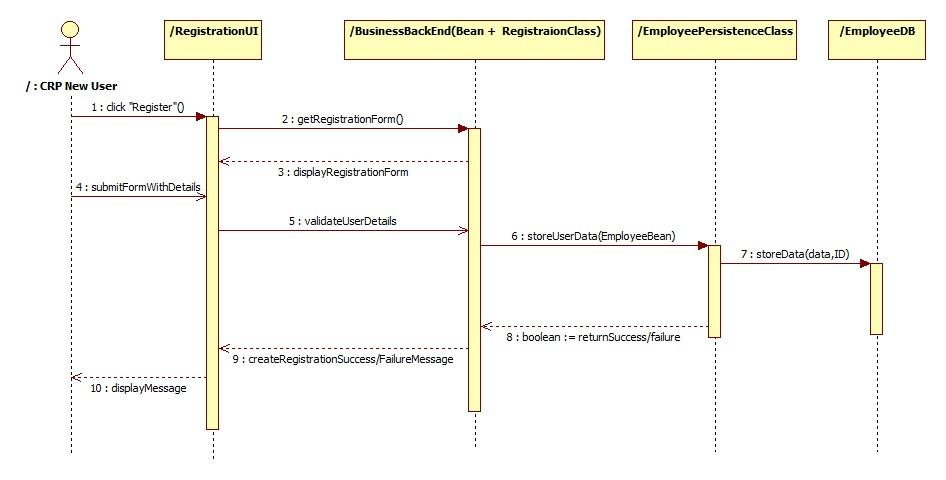 /RegistrationUI
/BusinessBackEnd(Bean + RegistraionClass)
/EmployeePersistenceClass
/EmployeeDB
/ : CRP New User
1 : click "Register"()
2 : getRegistrationForm()
3 : displayRegistrationForm
4 : submitFormWithDetails
5 : validateUserDetails
6 : storeUserData(EmployeeBean)
7 : storeData(data,ID)
8 : boolean := returnSuccess/failure
9 : createRegistrationSuccess/FailureMessage
10 : displayMessage